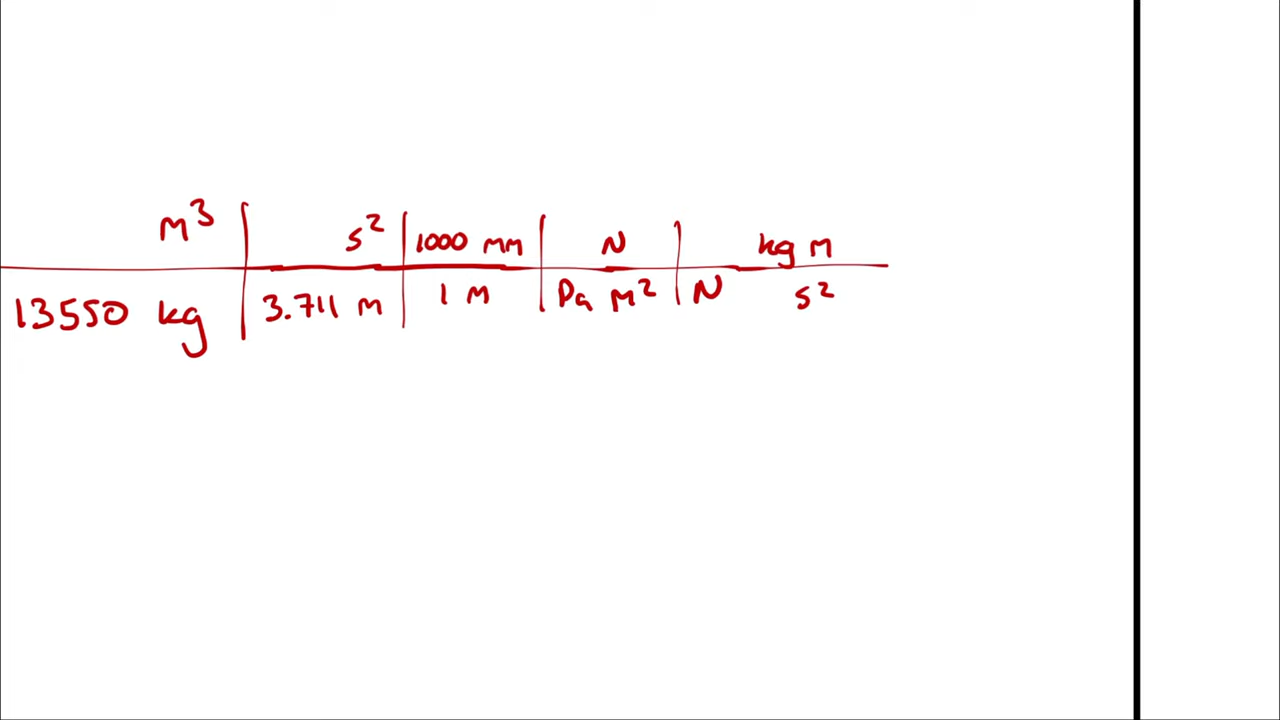 m³ | s² | 1000 mm | N | kg m
13550 kg | 3.711 m | 1 m | Pa m² | N s²